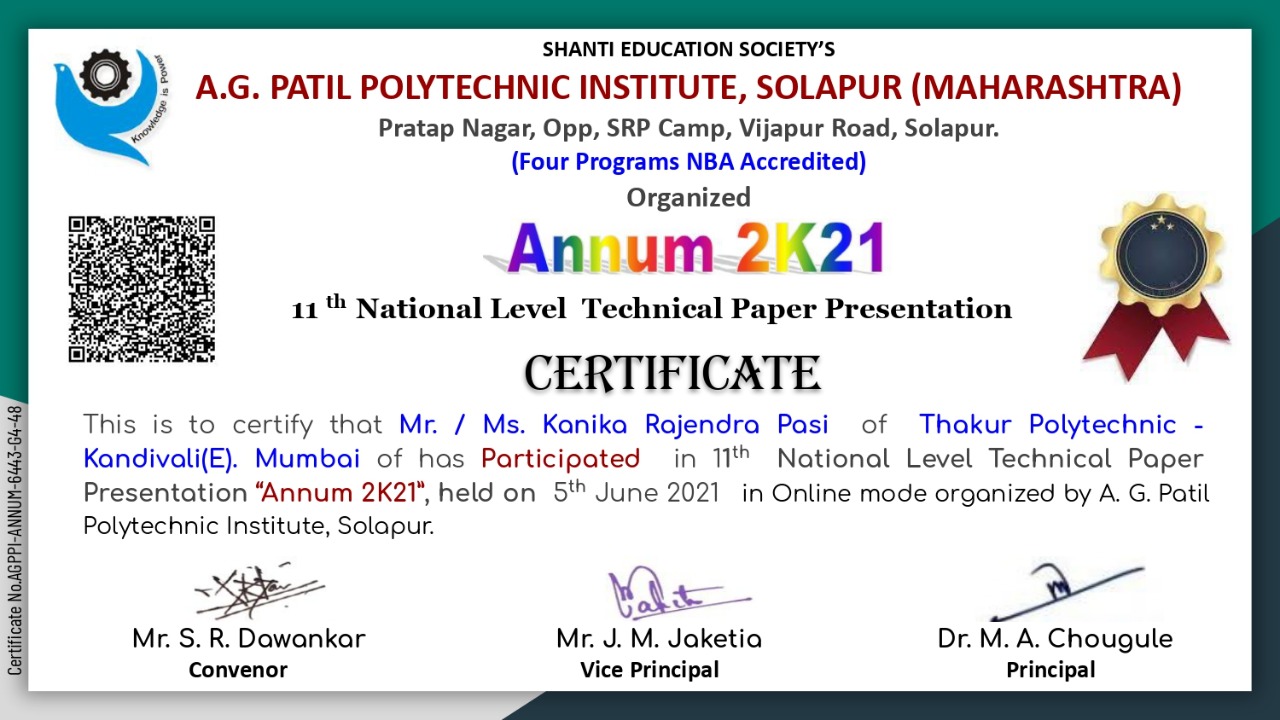 SHANTI EDUCATION SOCIETY’S
A.G. PATIL POLYTECHNIC INSTITUTE, SOLAPUR (MAHARASHTRA)
Pratap Nagar, Opp, SRP Camp, Vijapur Road, Solapur.
(Four Programs NBA Accredited)
Organized
Knowledge is Power
Annum 2K21
11 th National Level Technical Paper Presentation
CERTIFICATE
This is to certify that Mr. / Ms. Kanika Rajendra Pasi of Thakur Polytechnic -
Kandivali(E). Mumbai of has Participated in 11th National Level Technical Paper
Presentation “Annum 2K21”, held on 5th June 2021 in Online mode organized by A. G. Patil
Polytechnic Institute, Solapur.
Mr. S. R. Dawankar
Convenor
Mr. J. M. Jaketia
Vice Principal
Dr. M. A. Chougule
Principal
Certificate No.AGPPI-ANNUM-6443-G4-48